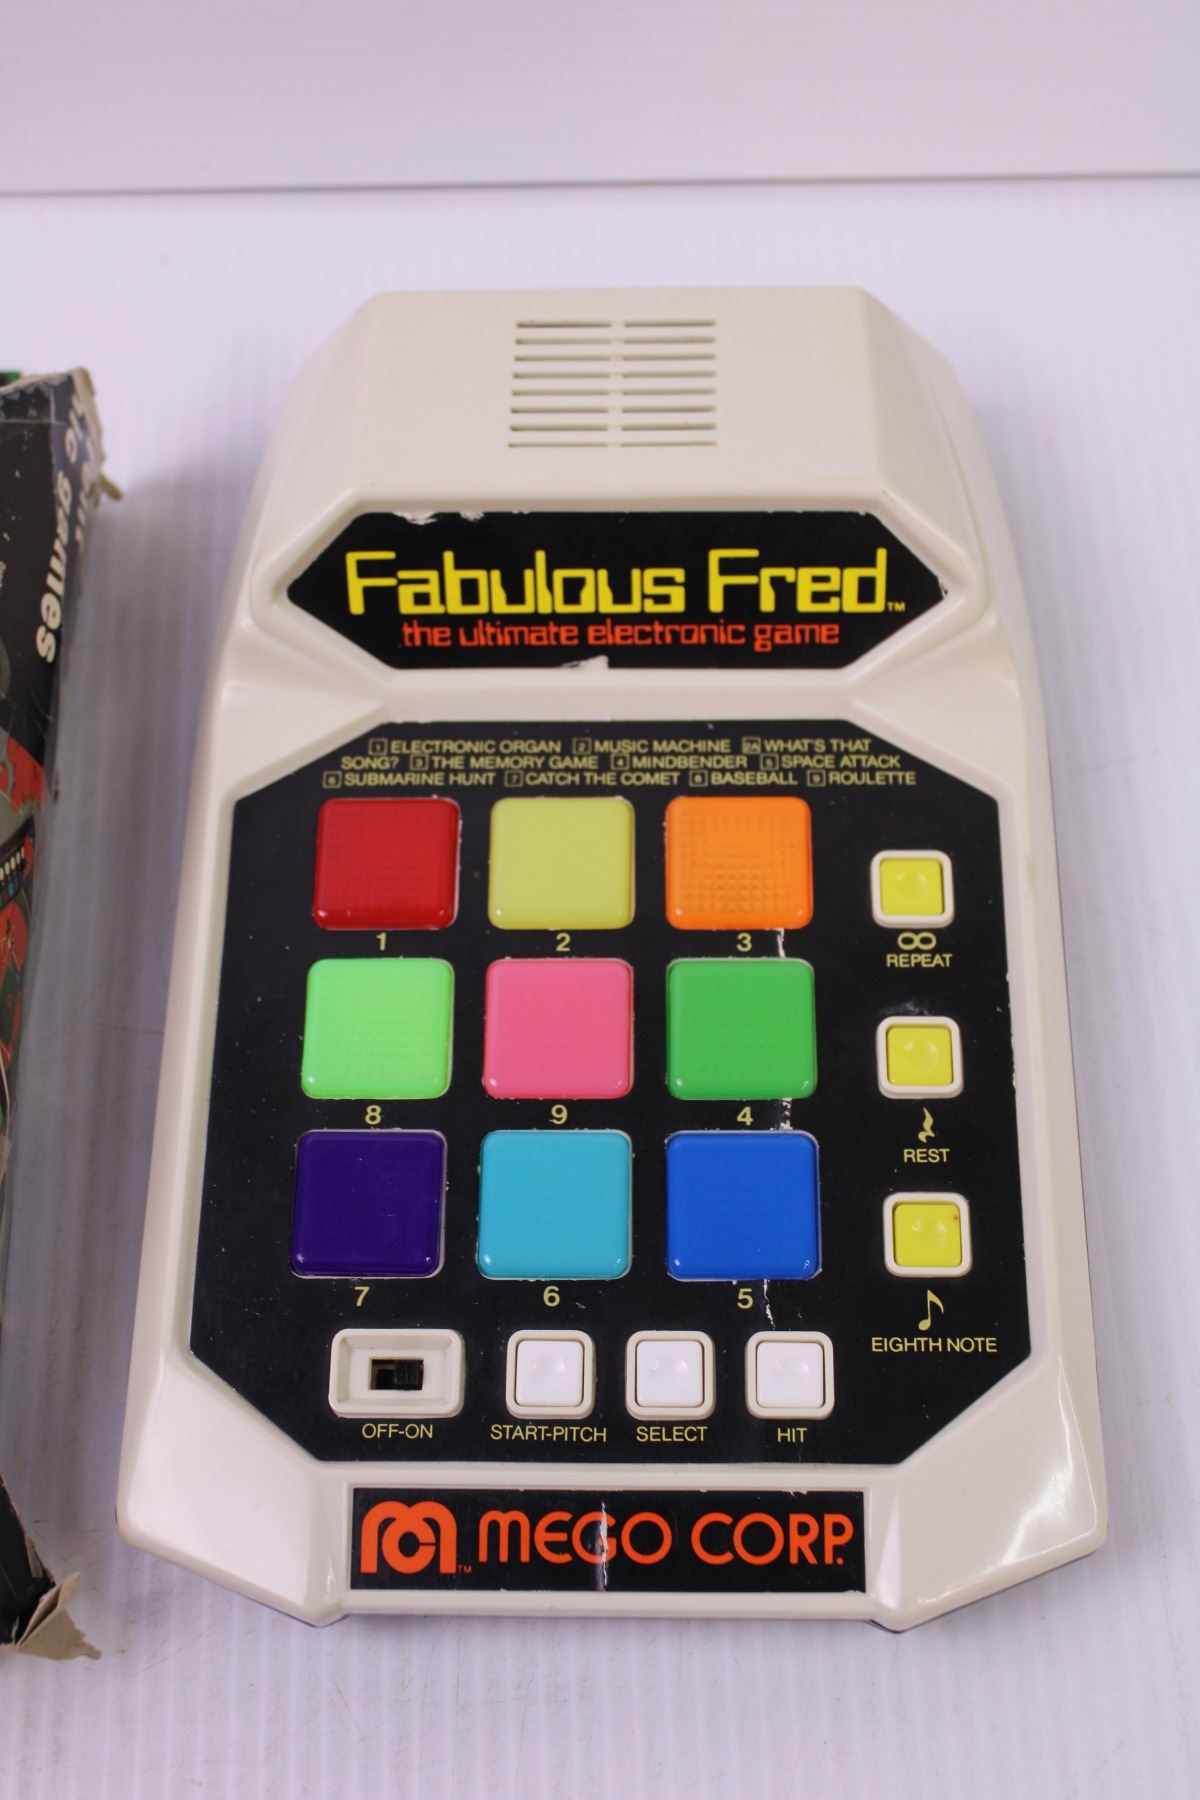 Fabulous Fred™
the ultimate electronic game
1 ELECTRONIC ORGAN 2 MUSIC MACHINE 2A WHAT'S THAT
SONG? 3 THE MEMORY GAME 4 MINDBENDER 5 SPACE ATTACK
6 SUBMARINE HUNT 7 CATCH THE COMET 8 BASEBALL 9 ROULETTE
1 2 3
∞
REPEAT
8 9 4
REST
7 6 5
EIGHTH NOTE
OFF-ON START-PITCH SELECT HIT
™ MEGO CORP.
games